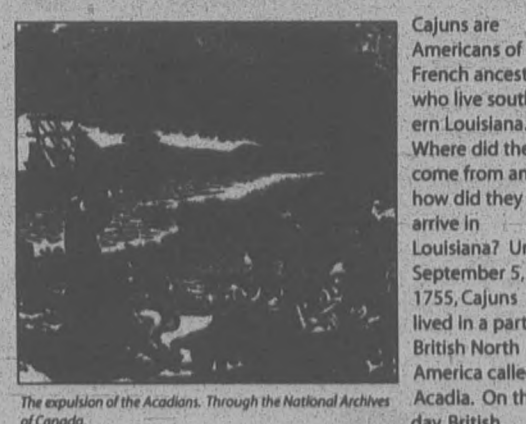 The expulsion of the Acadians. Through the National Archives
of Canada.
Cajuns are
Americans of
French ancest
who live south
ern Louisiana.
Where did the
come from an
how did they
arrive in
Louisiana? Un
September 5,
1755, Cajuns
lived in a part
British North
America calle
Acadia. On th
day British